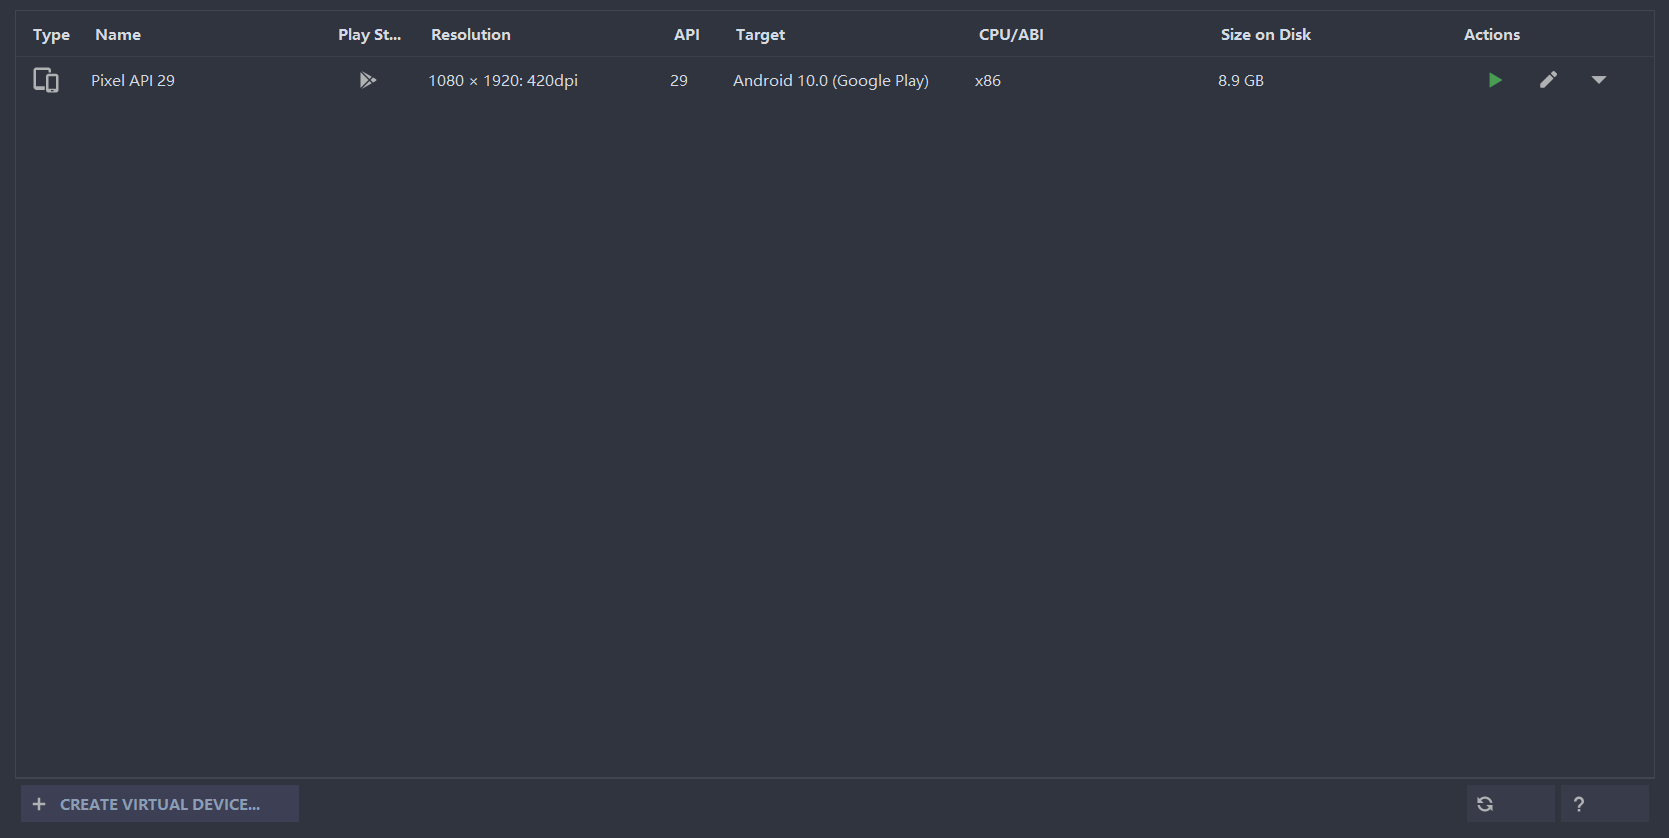 Type Name Play St... Resolution API Target CPU/ABI Size on Disk Actions
Pixel API 29 1080 × 1920: 420dpi 29 Android 10.0 (Google Play) x86 8.9 GB
+ CREATE VIRTUAL DEVICE... ?